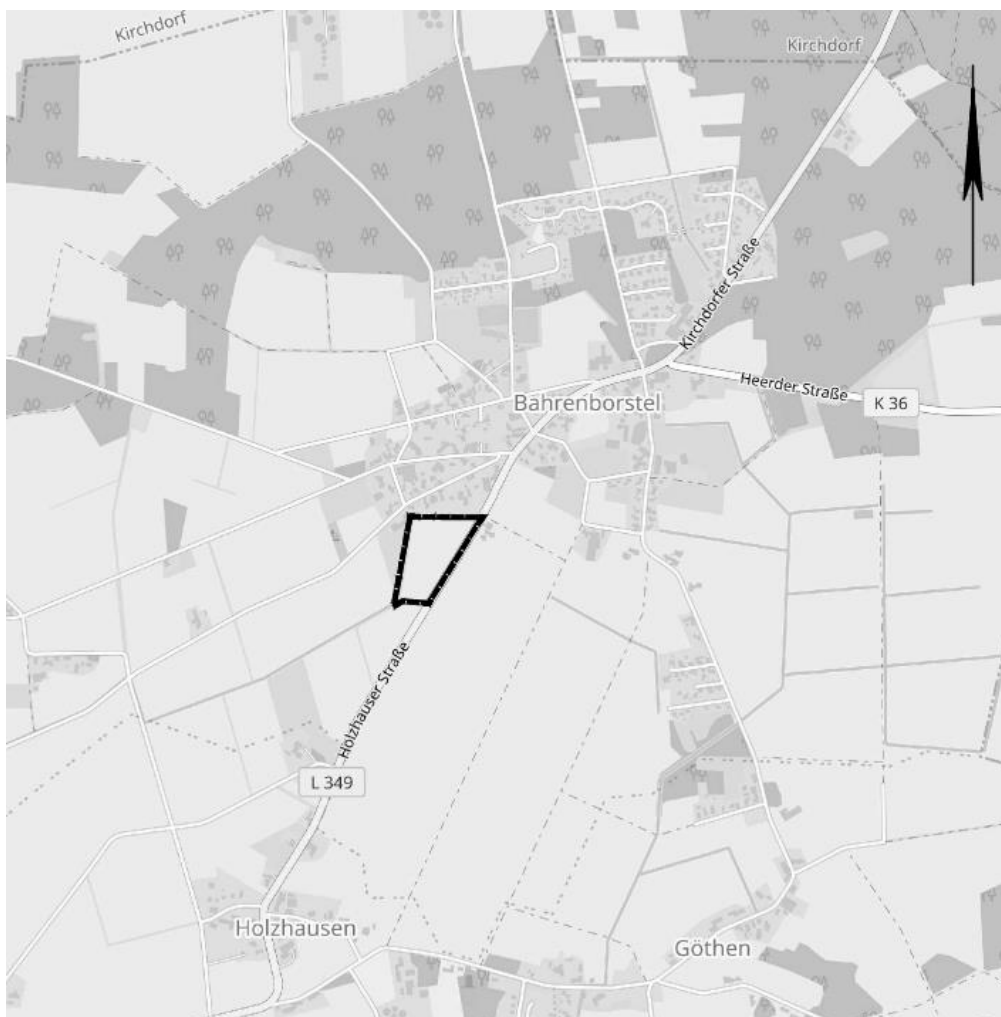 Kirchdorf
Kirchdorf
Kirchdorfer Straße
Bahrenborstel
Heerder Straße
K 36
Holzhauser Straße
L 349
Holzhausen
Göthen